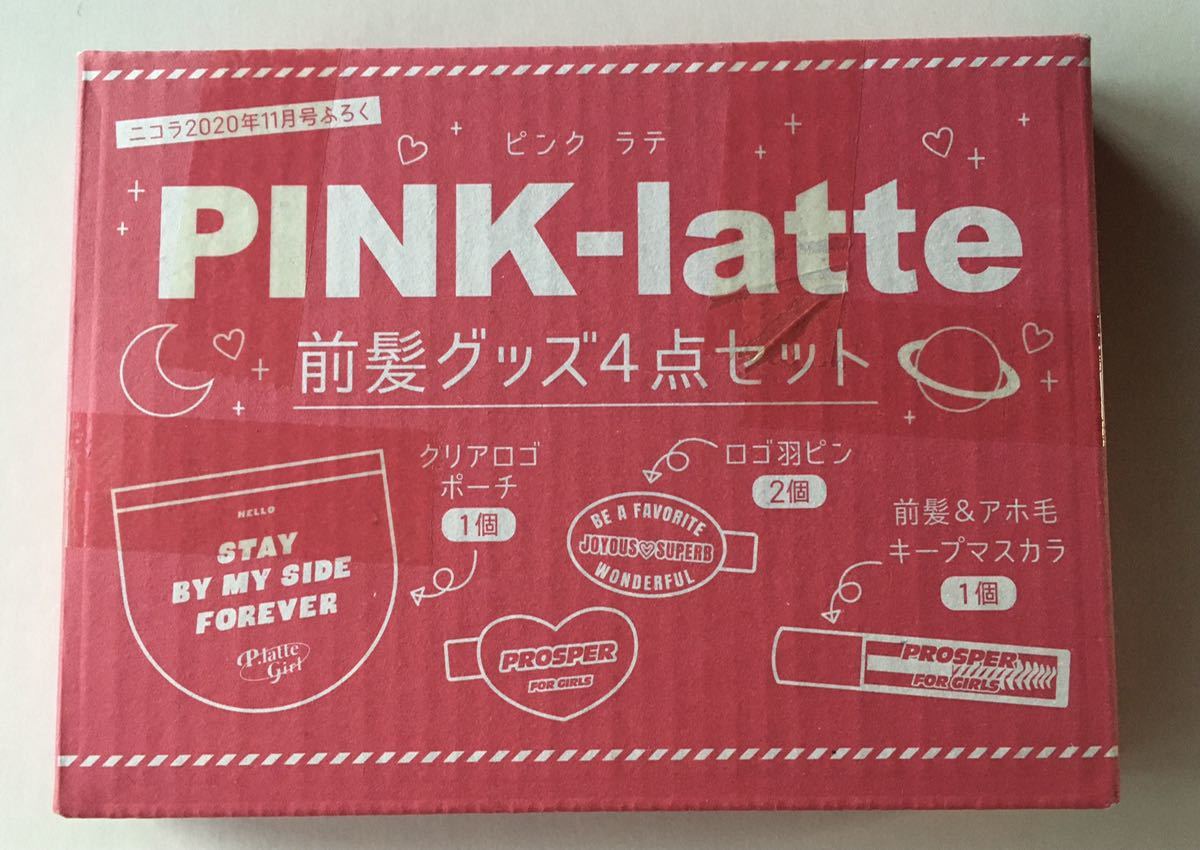 ニコラ2020年11月号ふろく
ピンク ラテ
PINK-latte
前髪グッズ4点セット
クリアロゴ
ポーチ
1個
HELLO
STAY
BY MY SIDE
FOREVER
P.latte
Girl
ロゴ羽ピン
2個
BE A FAVORITE
JOYOUS♡SUPERB
WONDERFUL
PROSPER
FOR GIRLS
前髪&アホ毛
キープマスカラ
1個
PROSPER
FOR GIRLS